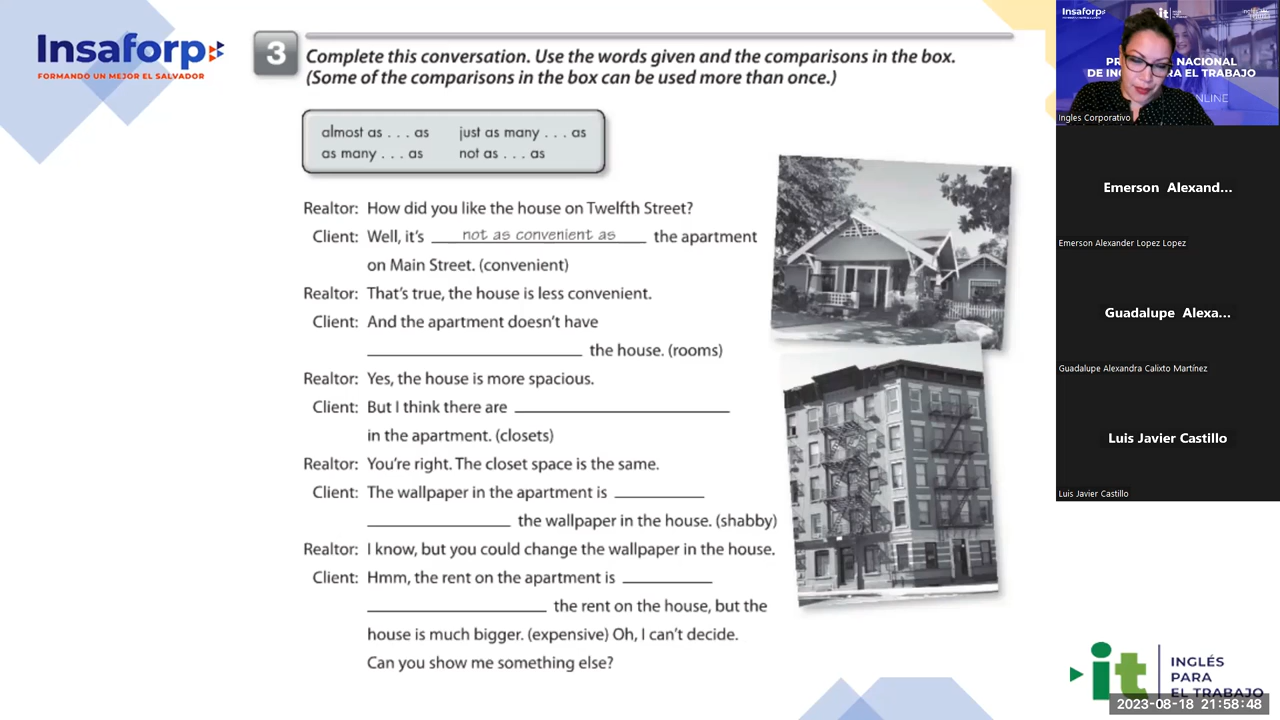 Insaforp
FORMANDO UN MEJOR EL SALVADOR
3
Complete this conversation. Use the words given and the comparisons in the box.
(Some of the comparisons in the box can be used more than once.)
almost as . . . as just as many . . . as
as many . . . as not as . . . as
Realtor: How did you like the house on Twelfth Street?
Client: Well, it's not as convenient as the apartment
on Main Street. (convenient)
Realtor: That's true, the house is less convenient.
Client: And the apartment doesn't have
the house. (rooms)
Realtor: Yes, the house is more spacious.
Client: But I think there are
in the apartment. (closets)
Realtor: You're right. The closet space is the same.
Client: The wallpaper in the apartment is
the wallpaper in the house. (shabby)
Realtor: I know, but you could change the wallpaper in the house.
Client: Hmm, the rent on the apartment is
the rent on the house, but the
house is much bigger. (expensive) Oh, I can't decide.
Can you show me something else?
Insaforp
it
NACIONAL
DE IN RA EL TRABAJO
NLINE
Ingles Corporativo
Emerson Alexand...
Emerson Alexander Lopez Lopez
Guadalupe Alexa...
Guadalupe Alexandra Calixto Martínez
Luis Javier Castillo
Luis Javier Castillo
it
INGLÉS
PARA
EL TRABAJO
2023-08-18 21:58:48